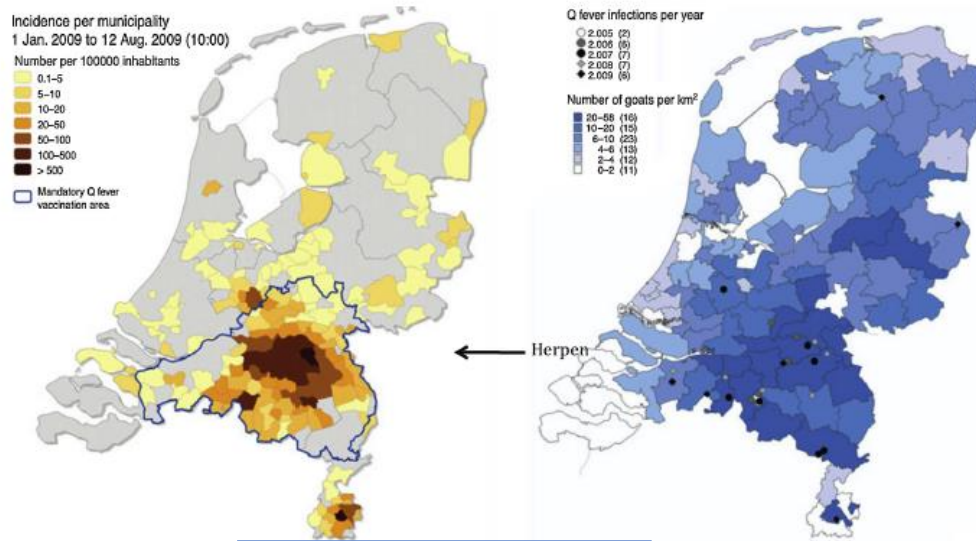 Incidence per municipality
1 Jan. 2009 to 12 Aug. 2009 (10:00)
Number per 100000 inhabitants
0.1–5
5–10
10–20
20–50
50–100
100–500
> 500
Mandatory Q fever
vaccination area
Herpen
Q fever infections per year
2.005 (2)
2.006 (6)
2.007 (7)
2.008 (7)
2.009 (6)
Number of goats per km²
20–58 (16)
10–20 (15)
6–10 (23)
4–6 (13)
2–4 (12)
0–2 (11)